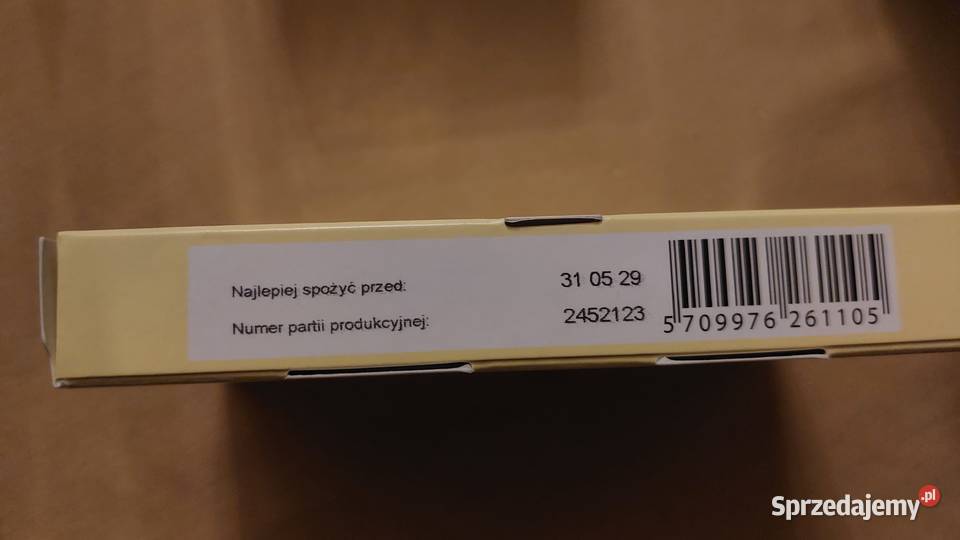 Najlepiej spożyć przed: 31 05 29
Numer partii produkcyjnej: 2452123
5 709976 261105
Sprzedajemy.pl